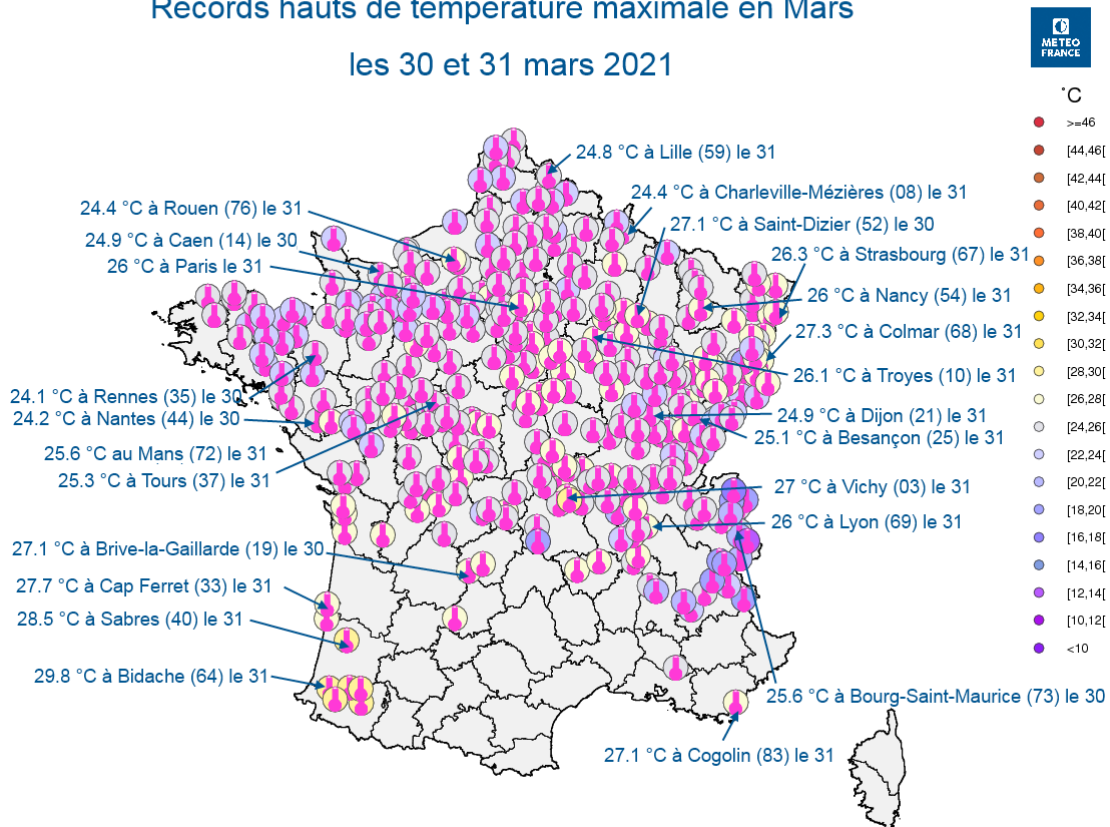 Records hauts de température maximale en Mars
les 30 et 31 mars 2021
METEO
FRANCE
24.8 °C à Lille (59) le 31
24.4 °C à Charleville-Mézières (08) le 31
24.4 °C à Rouen (76) le 31
27.1 °C à Saint-Dizier (52) le 30
24.9 °C à Caen (14) le 30
26.3 °C à Strasbourg (67) le 31
26 °C à Paris le 31
26 °C à Nancy (54) le 31
27.3 °C à Colmar (68) le 31
26.1 °C à Troyes (10) le 31
24.1 °C à Rennes (35) le 30
24.2 °C à Nantes (44) le 30
24.9 °C à Dijon (21) le 31
25.1 °C à Besançon (25) le 31
25.6 °C au Mans (72) le 31
25.3 °C à Tours (37) le 31
27 °C à Vichy (03) le 31
26 °C à Lyon (69) le 31
27.1 °C à Brive-la-Gaillarde (19) le 30
27.7 °C à Cap Ferret (33) le 31
28.5 °C à Sabres (40) le 31
29.8 °C à Bidache (64) le 31
25.6 °C à Bourg-Saint-Maurice (73) le 30
27.1 °C à Cogolin (83) le 31
°C
>=46
[44,46[
[42,44[
[40,42[
[38,40[
[36,38[
[34,36[
[32,34[
[30,32[
[28,30[
[26,28[
[24,26[
[22,24[
[20,22[
[18,20[
[16,18[
[14,16[
[12,14[
[10,12[
<10